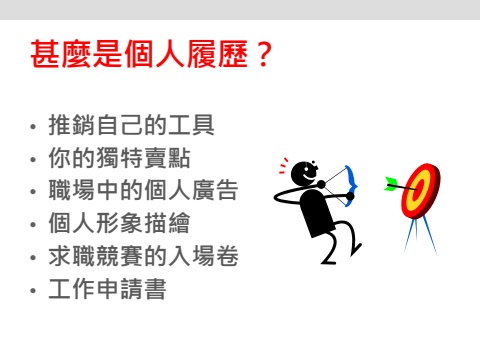 甚麼是個人履歷？
• 推銷自己的工具
• 你的獨特賣點
• 職場中的個人廣告
• 個人形象描繪
• 求職競賽的入場卷
• 工作申請書